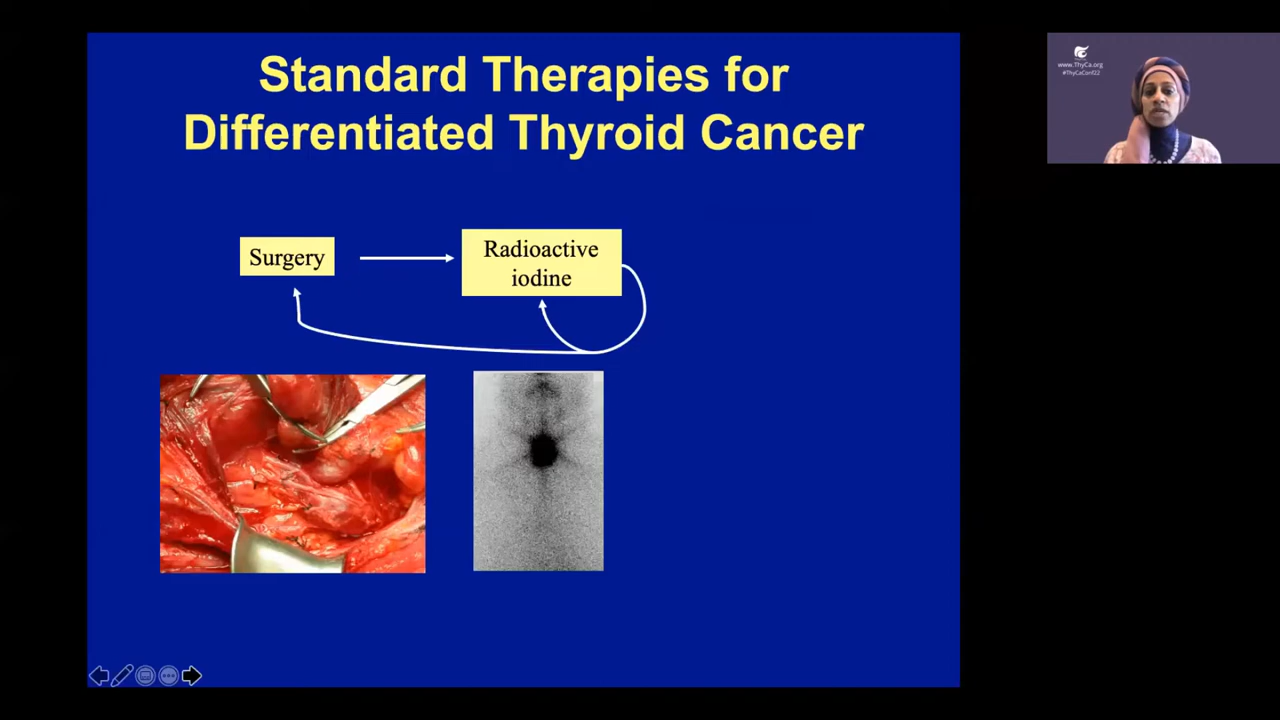 Standard Therapies for
Differentiated Thyroid Cancer
www.ThyCa.org
#ThyCaConf22
Surgery
Radioactive
iodine